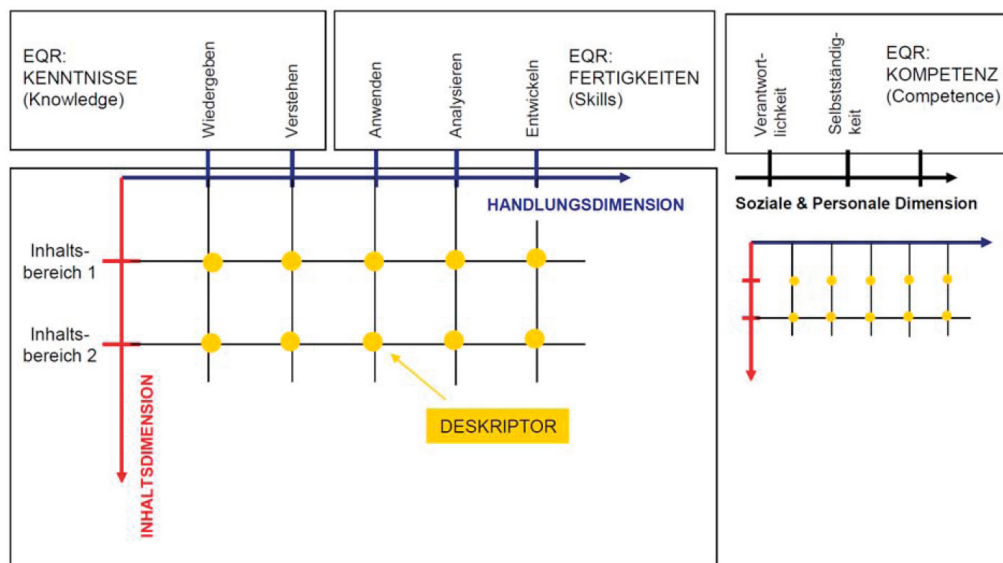 EQR:
KENNTNISSE
(Knowledge)
Wiedergeben
Verstehen
Anwenden
Analysieren
Entwickeln
EQR:
FERTIGKEITEN
(Skills)
Verantwort-
lichkeit
Selbstständig-
keit
EQR:
KOMPETENZ
(Competence)
HANDLUNGSDIMENSION
Soziale & Personale Dimension
Inhalts-
bereich 1
Inhalts-
bereich 2
INHALTSDIMENSION
DESKRIPTOR